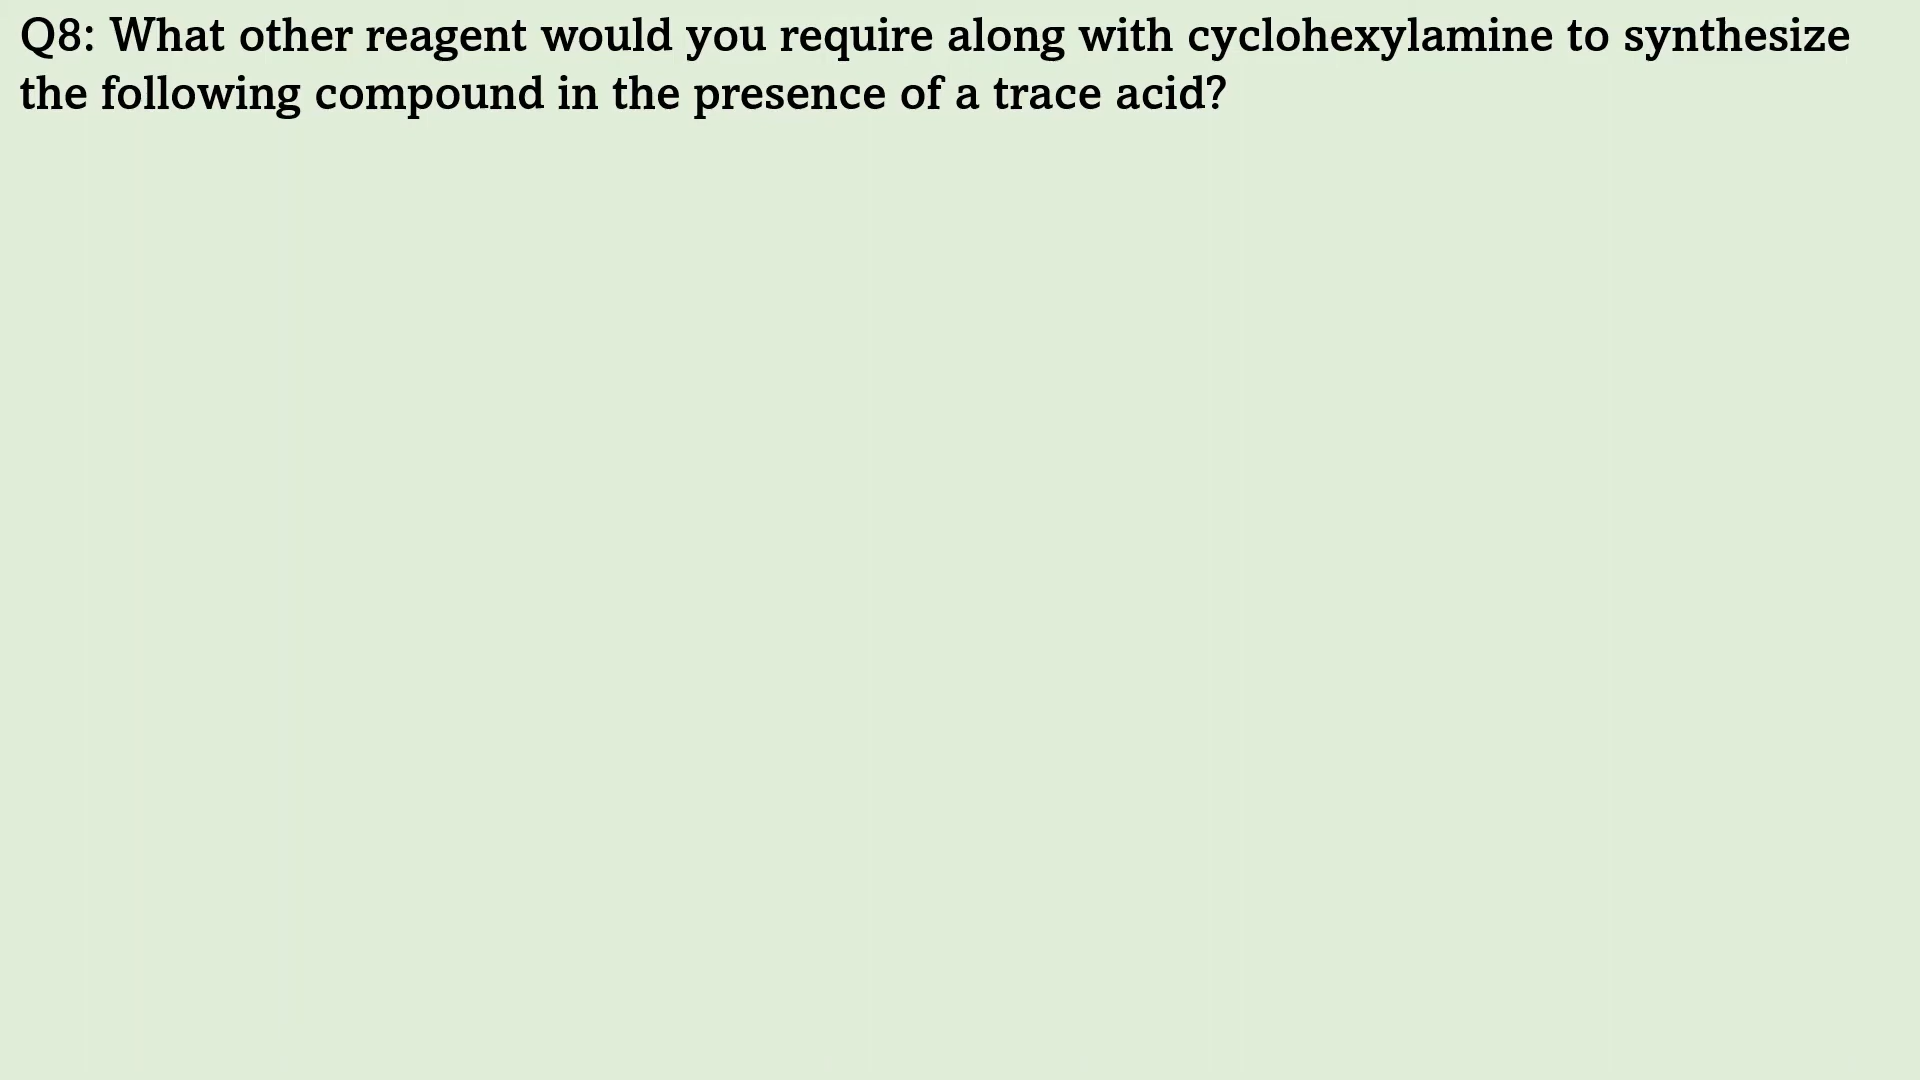 Q8: What other reagent would you require along with cyclohexylamine to synthesize
the following compound in the presence of a trace acid?